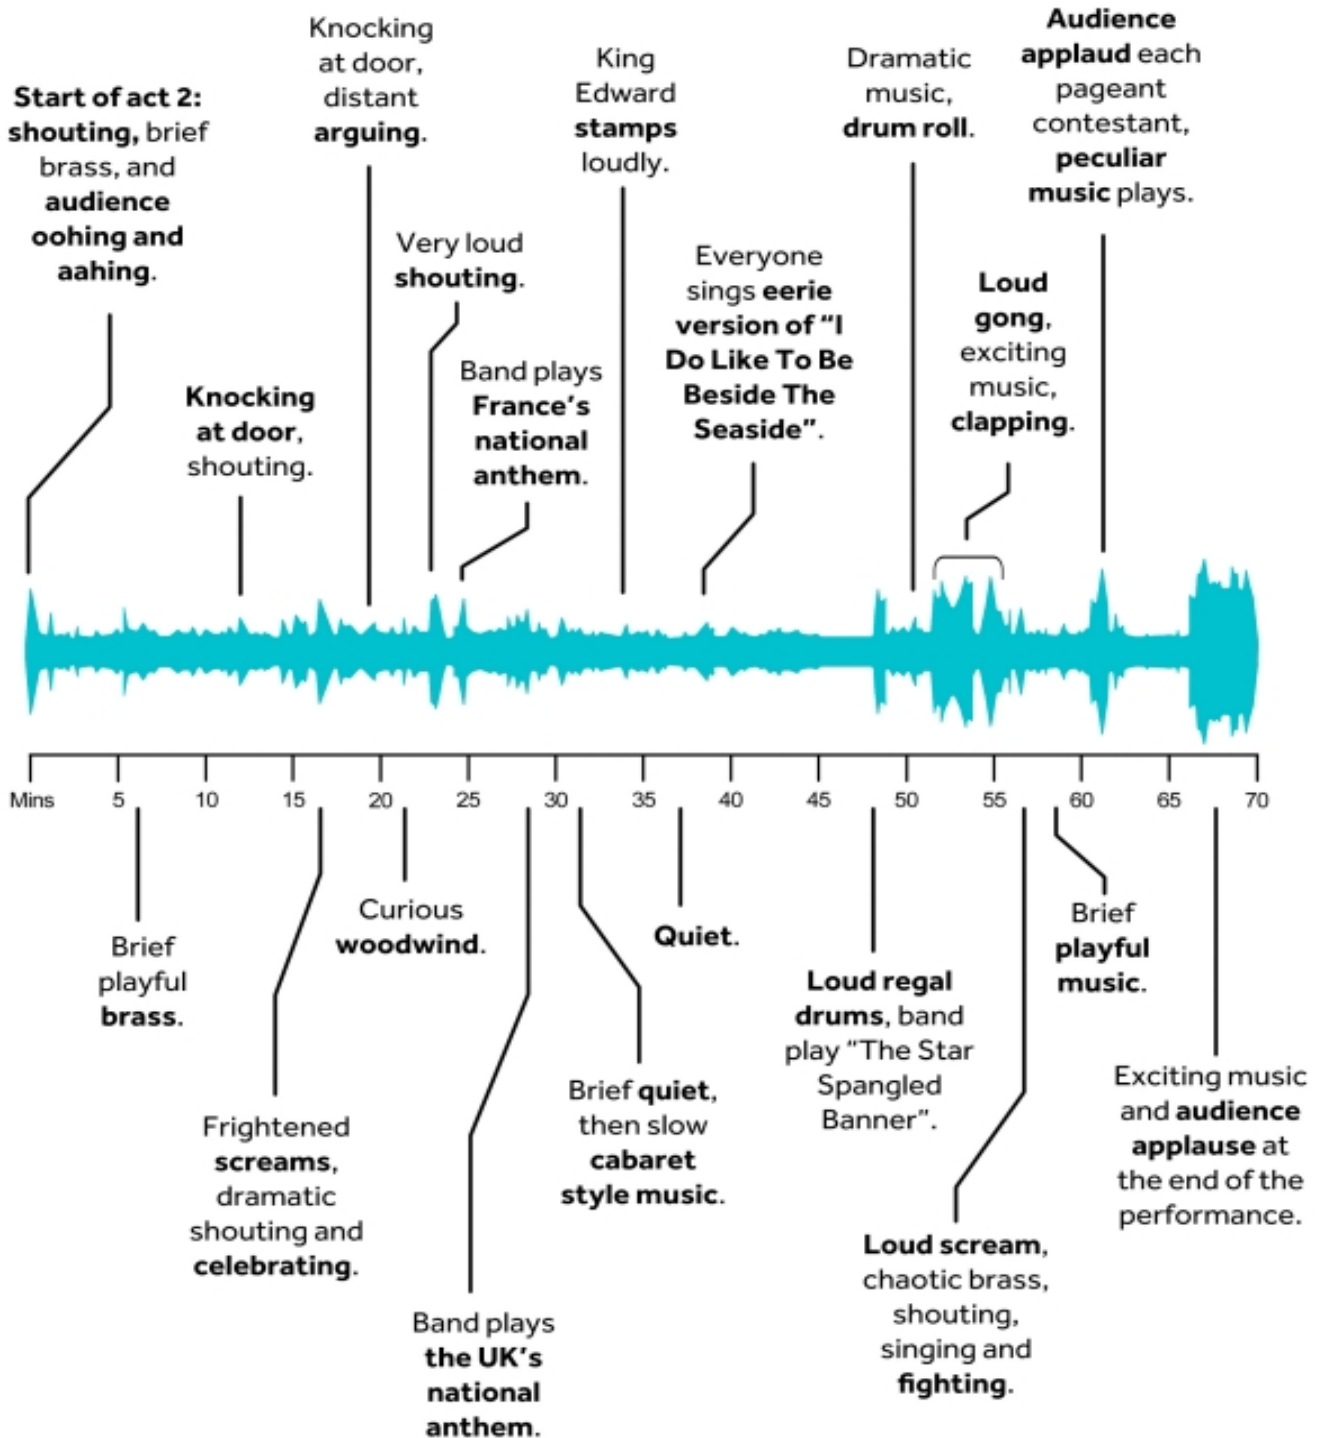 Start of act 2:
shouting, brief
brass, and
audience
oohing and
aahing.
Knocking
at door,
shouting.
Knocking
at door,
distant
arguing.
Very loud
shouting.
Band plays
France’s
national
anthem.
King
Edward
stamps
loudly.
Everyone
sings eerie
version of “I
Do Like To Be
Beside The
Seaside”.
Dramatic
music,
drum roll.
Loud
gong,
exciting
music,
clapping.
Audience
applaud each
pageant
contestant,
peculiar
music plays.
Mins 5 10 15 20 25 30 35 40 45 50 55 60 65 70
Brief
playful
brass.
Frightened
screams,
dramatic
shouting and
celebrating.
Curious
woodwind.
Band plays
the UK’s
national
anthem.
Brief quiet,
then slow
cabaret
style music.
Quiet.
Loud regal
drums, band
play “The Star
Spangled
Banner”.
Loud scream,
chaotic brass,
shouting,
singing and
fighting.
Brief
playful
music.
Exciting music
and audience
applause at
the end of the
performance.